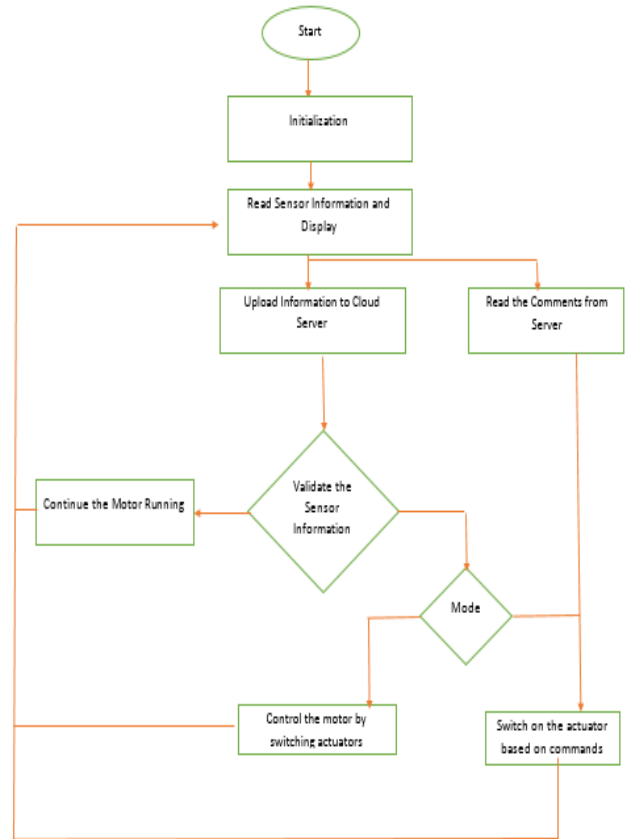 Start
Initialization
Read Sensor Information and
Display
Upload Information to Cloud
Server
Read the Comments from
Server
Validate the
Sensor
Information
Continue the Motor Running
Mode
Control the motor by
switching actuators
Switch on the actuator
based on commands